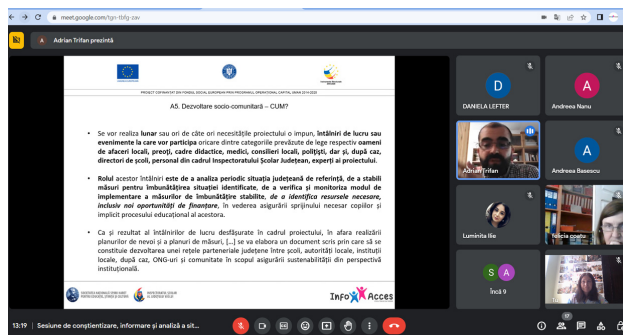 meet.google.com/tgn-tbfg-zav
A Adrian Trifan prezintă
PROIECT COFINANȚAT DIN FONDUL SOCIAL EUROPEAN PRIN PROGRAMUL OPERAȚIONAL CAPITAL UMAN 2014-2020
A5. Dezvoltare socio-comunitară – CUM?
• Se vor realiza lunar sau ori de câte ori necesitățile proiectului o impun, întâlniri de lucru sau
evenimente la care vor participa oricare dintre categoriile prevăzute de lege respectiv oameni
de afaceri locali, preoți, cadre didactice, medici, consilieri locali, polițiști, dar și, după caz,
directori de școli, personal din cadrul Inspectoratului Școlar Județean, experți ai proiectului.
• Rolul acestor întâlniri este de a analiza periodic situația județeană de referință, de a stabili
măsuri pentru îmbunătățirea situației identificate, de a verifica și monitoriza modul de
implementare a măsurilor de îmbunătățire stabilite, de a identifica resursele necesare,
inclusiv noi oportunități de finanțare, în vederea asigurării sprijinului necesar copiilor și
implicit procesului educațional al acestora.
• Ca și rezultat al întâlnirilor de lucru desfășurate în cadrul proiectului, în afara realizării
planurilor de nevoi și a planuri de măsuri, [...] se va elabora un document scris prin care să se
constituie dezvoltarea unei rețele parteneriale județene între școli, autorități locale, instituții
locale, după caz, ONG-uri și comunitate în scopul asigurării sustenabilității din perspectivă
instituțională.
InfoAcces
D
DANIELA LEFTER
A
Andreea Nanu
Adrian Trifan
A
Andreea Basescu
Luminita Ilie
felicia costu
S A
Încă 9
13:19 | Sesiune de conștientizare, informare și analiză a sit...
17